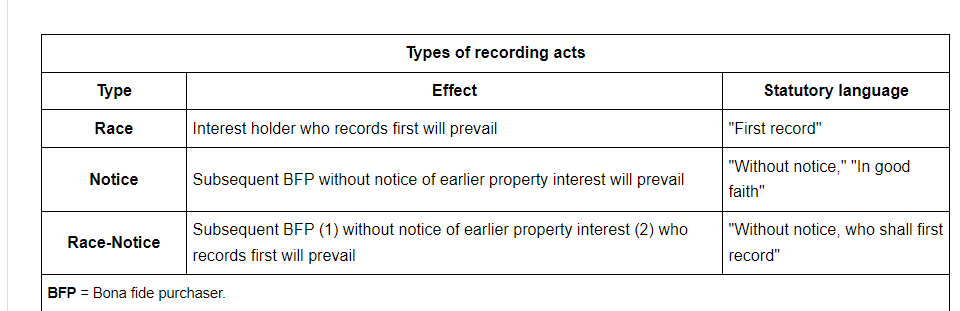 Types of recording acts
Type Effect Statutory language
Race Interest holder who records first will prevail "First record"
Notice Subsequent BFP without notice of earlier property interest will prevail "Without notice," "In good
faith"
Race-Notice Subsequent BFP (1) without notice of earlier property interest (2) who
records first will prevail "Without notice, who shall first
record"
BFP = Bona fide purchaser.